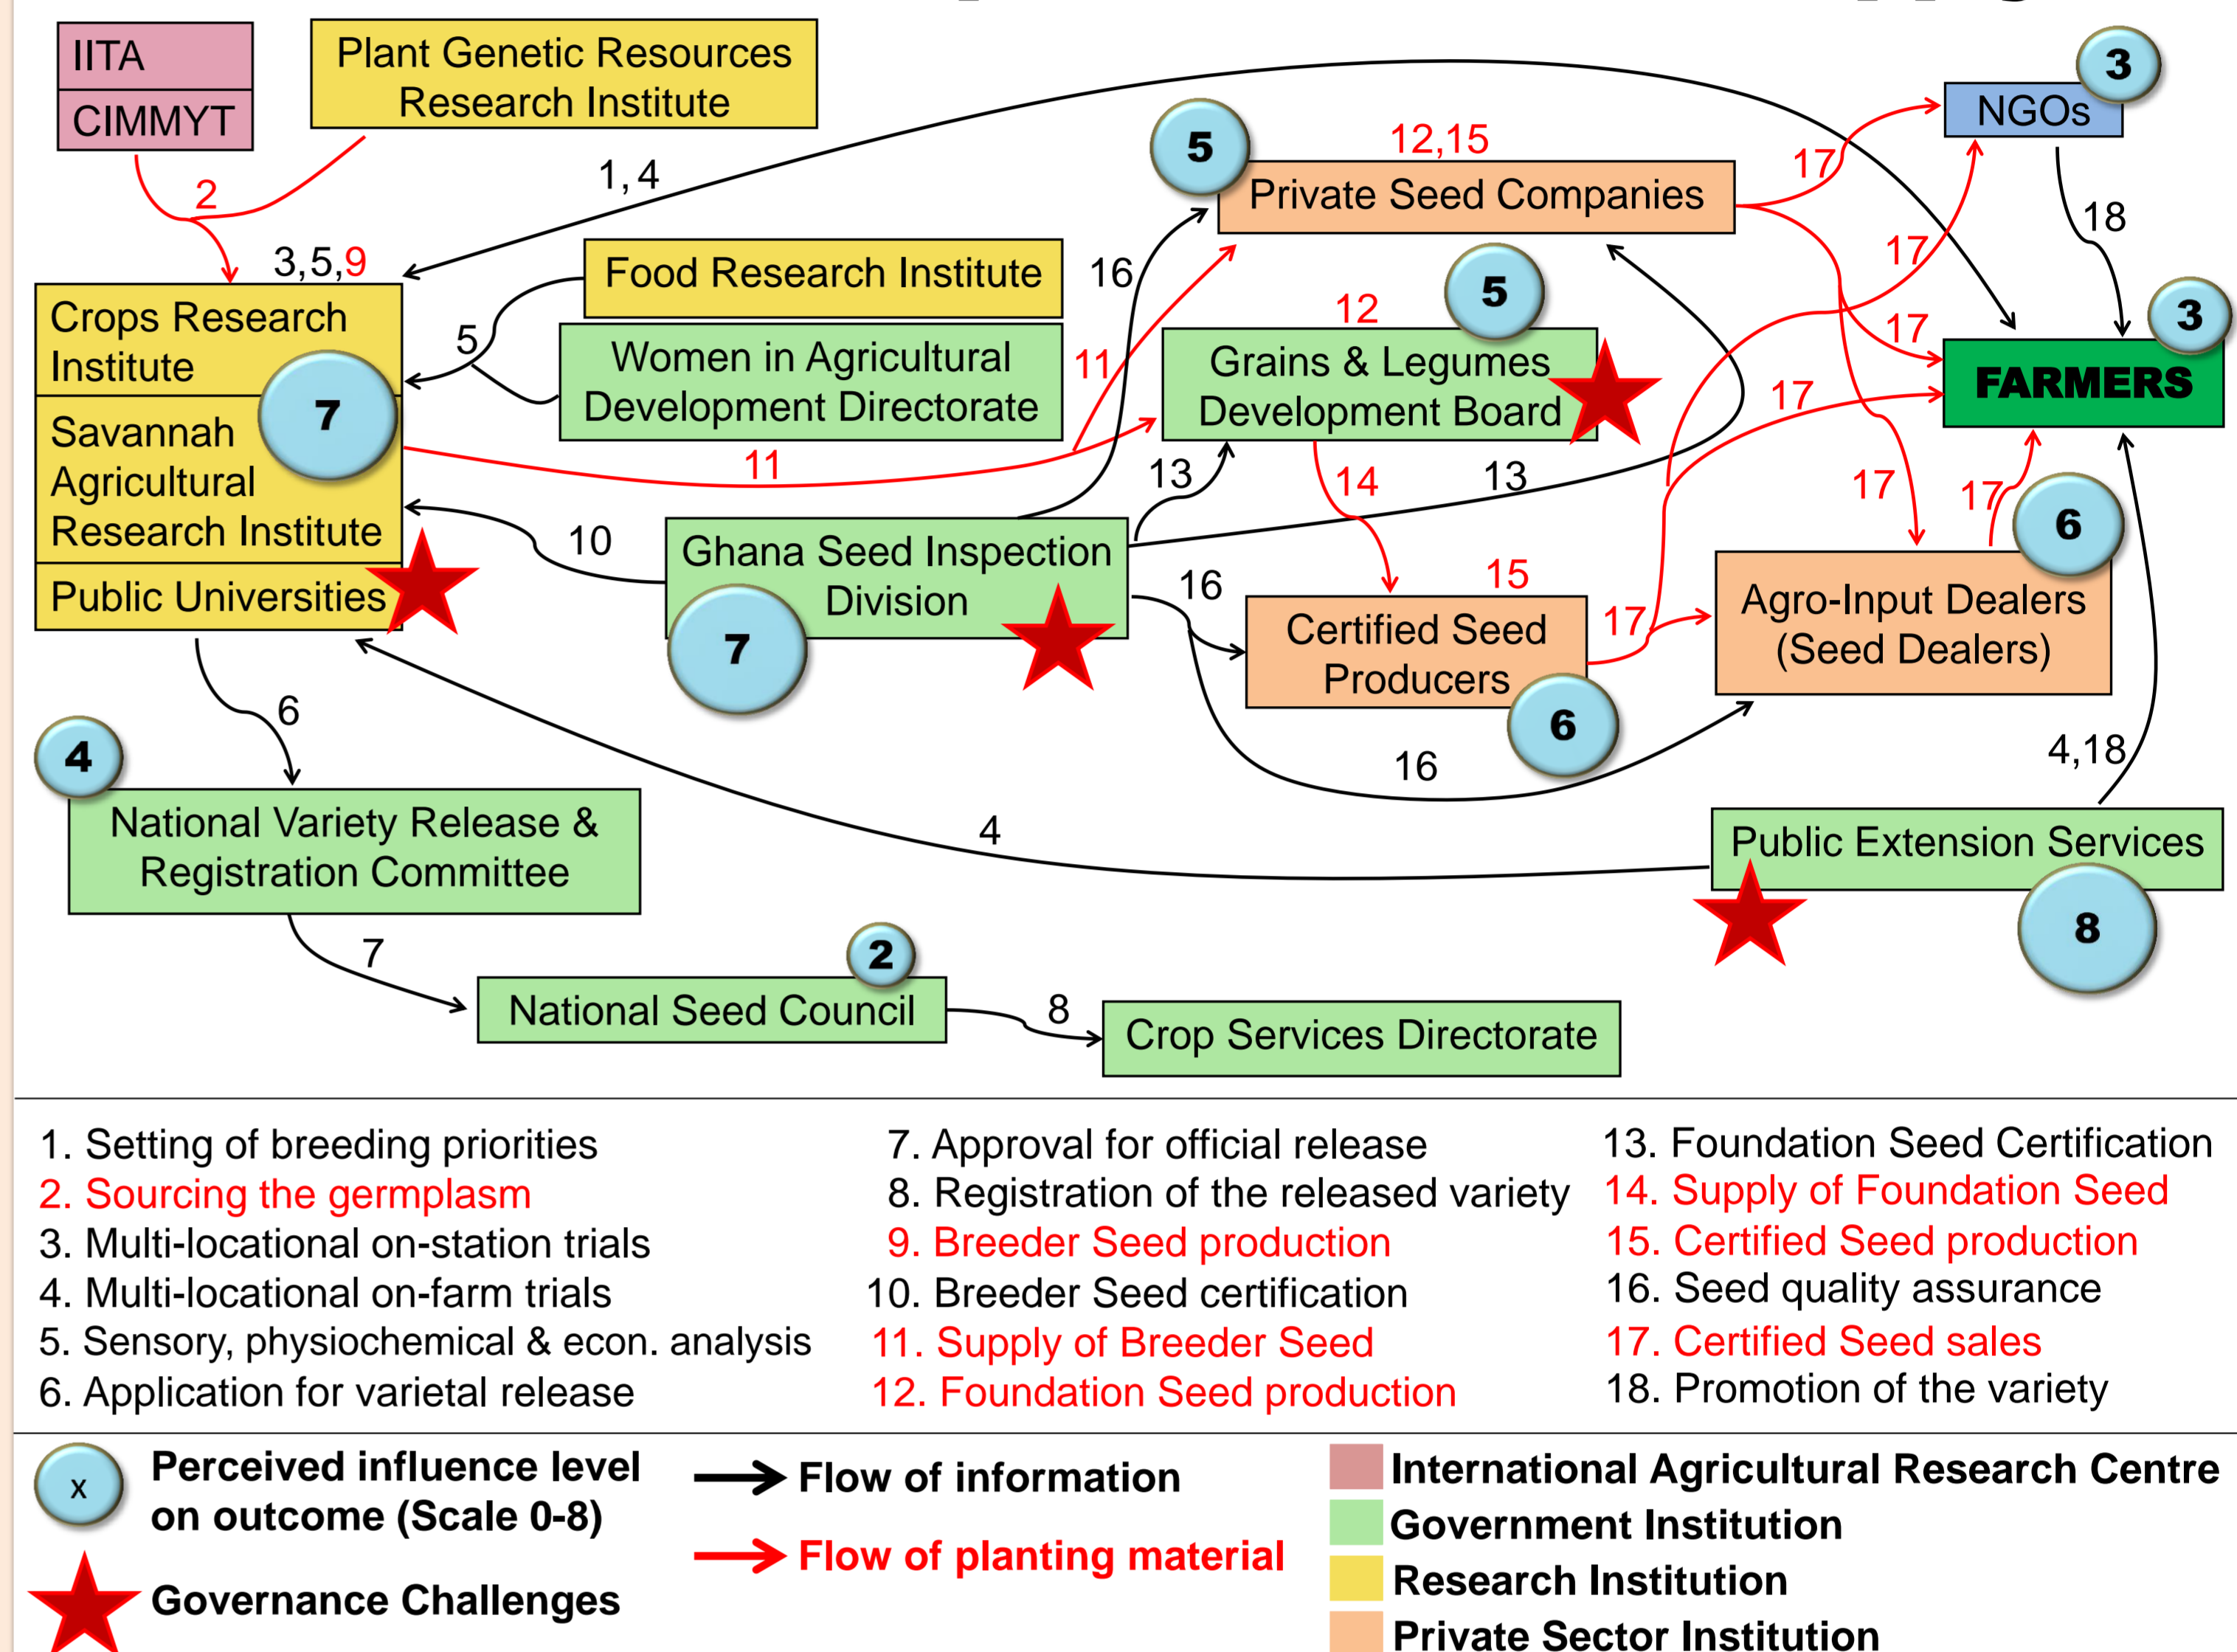 IITA
CIMMYT
Plant Genetic Resources
Research Institute
2
1, 4
3,5,9
Crops Research
Institute
7
Savannah
Agricultural
Research Institute
Public Universities
Food Research Institute
5
Women in Agricultural
Development Directorate
11
11
10
Ghana Seed Inspection
Division
7
16
5
12,15
Private Seed Companies
5
12
Grains & Legumes
Development Board
13
14
13
16
15
Certified Seed
Producers
6
16
17
17
17
17
17
17
17
3
NGOs
18
3
FARMERS
6
Agro-Input Dealers
(Seed Dealers)
4,18
Public Extension Services
8
4
6
4
National Variety Release &
Registration Committee
7
2
National Seed Council
8
Crop Services Directorate
1. Setting of breeding priorities
2. Sourcing the germplasm
3. Multi-locational on-station trials
4. Multi-locational on-farm trials
5. Sensory, physiochemical & econ. analysis
6. Application for varietal release
7. Approval for official release
8. Registration of the released variety
9. Breeder Seed production
10. Breeder Seed certification
11. Supply of Breeder Seed
12. Foundation Seed production
13. Foundation Seed Certification
14. Supply of Foundation Seed
15. Certified Seed production
16. Seed quality assurance
17. Certified Seed sales
18. Promotion of the variety
x
Perceived influence level
on outcome (Scale 0-8)
Governance Challenges
Flow of information
Flow of planting material
International Agricultural Research Centre
Government Institution
Research Institution
Private Sector Institution